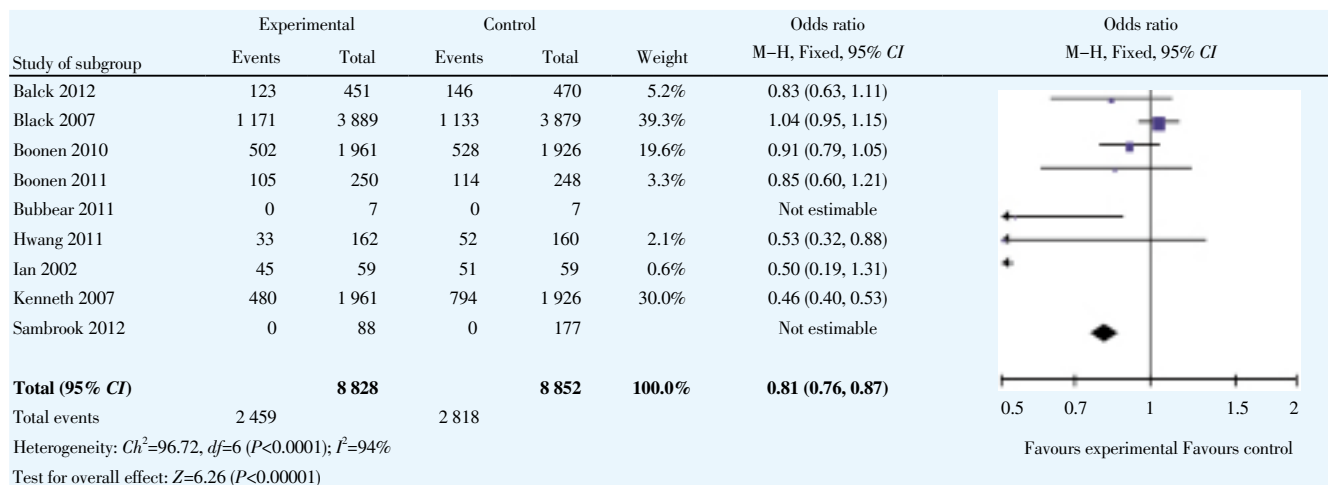 Experimental Control Odds ratio Odds ratio
Study of subgroup Events Total Events Total Weight M–H, Fixed, 95% CI M–H, Fixed, 95% CI
Balck 2012 123 451 146 470 5.2% 0.83 (0.63, 1.11)
Black 2007 1 171 3 889 1 133 3 879 39.3% 1.04 (0.95, 1.15)
Boonen 2010 502 1 961 528 1 926 19.6% 0.91 (0.79, 1.05)
Boonen 2011 105 250 114 248 3.3% 0.85 (0.60, 1.21)
Bubbear 2011 0 7 0 7 Not estimable
Hwang 2011 33 162 52 160 2.1% 0.53 (0.32, 0.88)
Ian 2002 45 59 51 59 0.6% 0.50 (0.19, 1.31)
Kenneth 2007 480 1 961 794 1 926 30.0% 0.46 (0.40, 0.53)
Sambrook 2012 0 88 0 177 Not estimable
Total (95% CI) 8 828 8 852 100.0% 0.81 (0.76, 0.87)
0.5 0.7 1 1.5 2
Total events 2 459 2 818
Heterogeneity: Ch²=96.72, df=6 (P<0.0001); I²=94%
Favours experimental Favours control
Test for overall effect: Z=6.26 (P<0.00001)